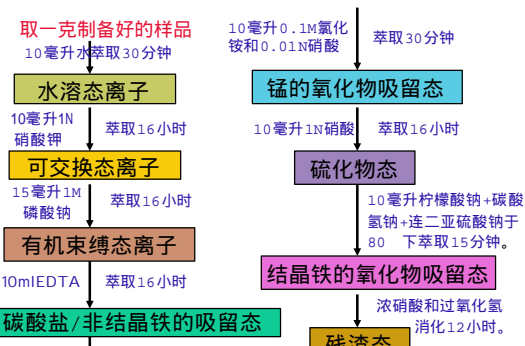 取一克制备好的样品
10毫升水萃取30分钟
水溶态离子
10毫升1N
硝酸钾
萃取16小时
可交换态离子
15毫升1M
磷酸钠
萃取16小时
有机束缚态离子
10mlEDTA
萃取16小时
碳酸盐/非结晶铁的吸留态
10毫升0.1M氯化
铵和0.01N硝酸
萃取30分钟
锰的氧化物吸留态
10毫升1N硝酸
萃取16小时
硫化物态
10毫升柠檬酸钠+碳酸
氢钠+连二亚硫酸钠于
80 下萃取15分钟。
结晶铁的氧化物吸留态
浓硝酸和过氧化氢
消化12小时。
残渣态